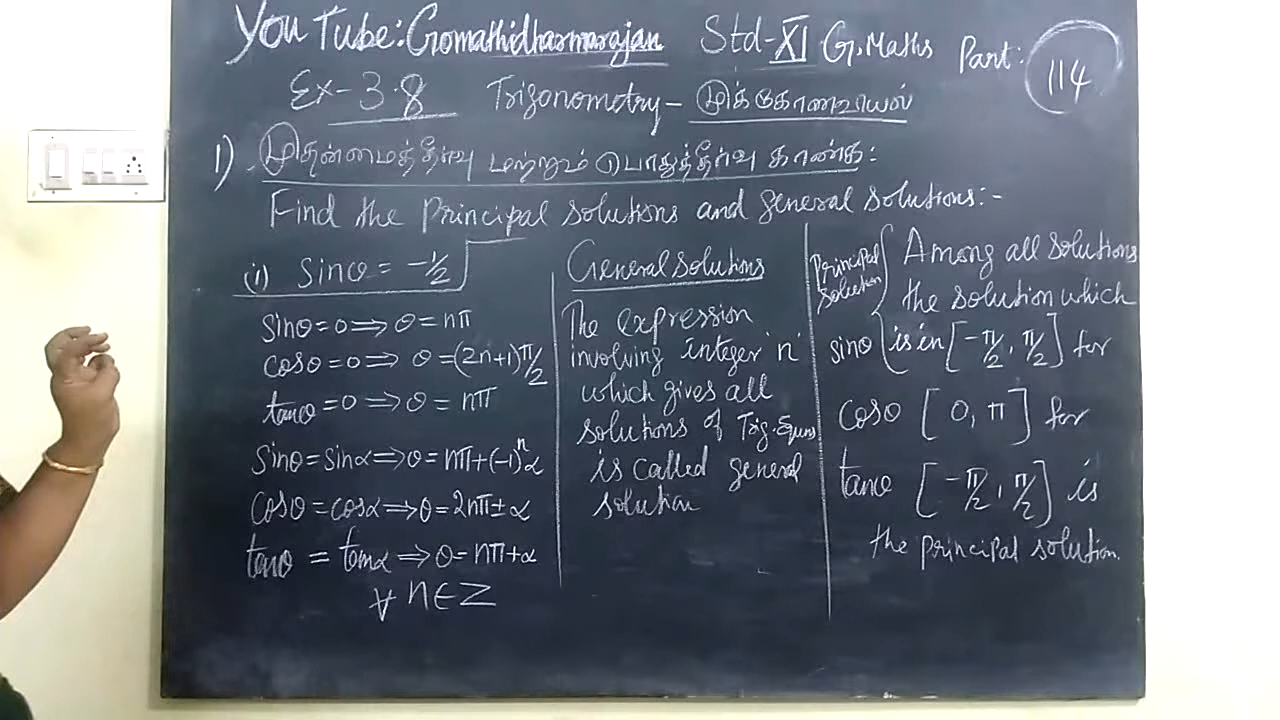 You Tube: Gomathidharmarajan Std-XI G.Maths Part: 114
Ex-3.8 Trigonometry - முக்கோணவியல்
1) முதன்மைத்தீர்வு மற்றும் பொதுத்தீர்வு காண்க:
Find the Principal solutions and general solutions:-
(i) Sinθ = -1/2
Sinθ=0 ⟹ θ = nπ
Cosθ=0 ⟹ θ = (2n+1)π/2
tanθ=0 ⟹ θ = nπ
Sinθ = Sinα ⟹ θ = nπ+(-1)ⁿα
Cosθ = Cosα ⟹ θ = 2nπ±α
tanθ = tanα ⟹ θ = nπ+α
∀ n∈Z
General Solutions
The expression
involving integer 'n'
which gives all
solutions of Trig.Equns
is called general
solution
Principal Solution { Among all Solutions
the solution which
Sinθ is in [-π/2, π/2] for
Cosθ [0, π] for
tanθ [-π/2, π/2] is
the principal solution.